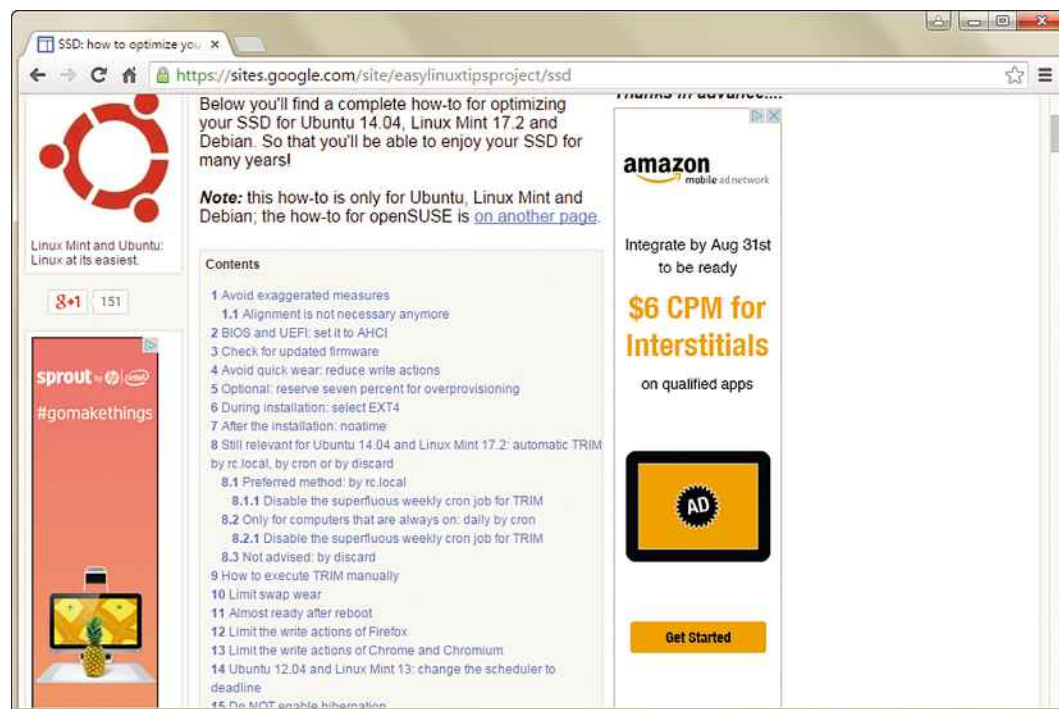 SSD: how to optimize you
https://sites.google.com/site/easylinuxtipsproject/ssd
Linux Mint and Ubuntu:
Linux at its easiest.
g+1 151
sprout by hp intel
#gomakethings
Below you'll find a complete how-to for optimizing
your SSD for Ubuntu 14.04, Linux Mint 17.2 and
Debian. So that you'll be able to enjoy your SSD for
many years!
Note: this how-to is only for Ubuntu, Linux Mint and
Debian; the how-to for openSUSE is on another page.
Contents
1 Avoid exaggerated measures
1.1 Alignment is not necessary anymore
2 BIOS and UEFI: set it to AHCI
3 Check for updated firmware
4 Avoid quick wear: reduce write actions
5 Optional: reserve seven percent for overprovisioning
6 During installation: select EXT4
7 After the installation: noatime
8 Still relevant for Ubuntu 14.04 and Linux Mint 17.2: automatic TRIM
by rc.local, by cron or by discard
8.1 Preferred method: by rc.local
8.1.1 Disable the superfluous weekly cron job for TRIM
8.2 Only for computers that are always on: daily by cron
8.2.1 Disable the superfluous weekly cron job for TRIM
8.3 Not advised: by discard
9 How to execute TRIM manually
10 Limit swap wear
11 Almost ready after reboot
12 Limit the write actions of Firefox
13 Limit the write actions of Chrome and Chromium
14 Ubuntu 12.04 and Linux Mint 13: change the scheduler to
deadline
15 Do NOT enable hibernation
Thanks in advance....
amazon
mobile ad network
Integrate by Aug 31st
to be ready
$6 CPM for
Interstitials
on qualified apps
AD
Get Started